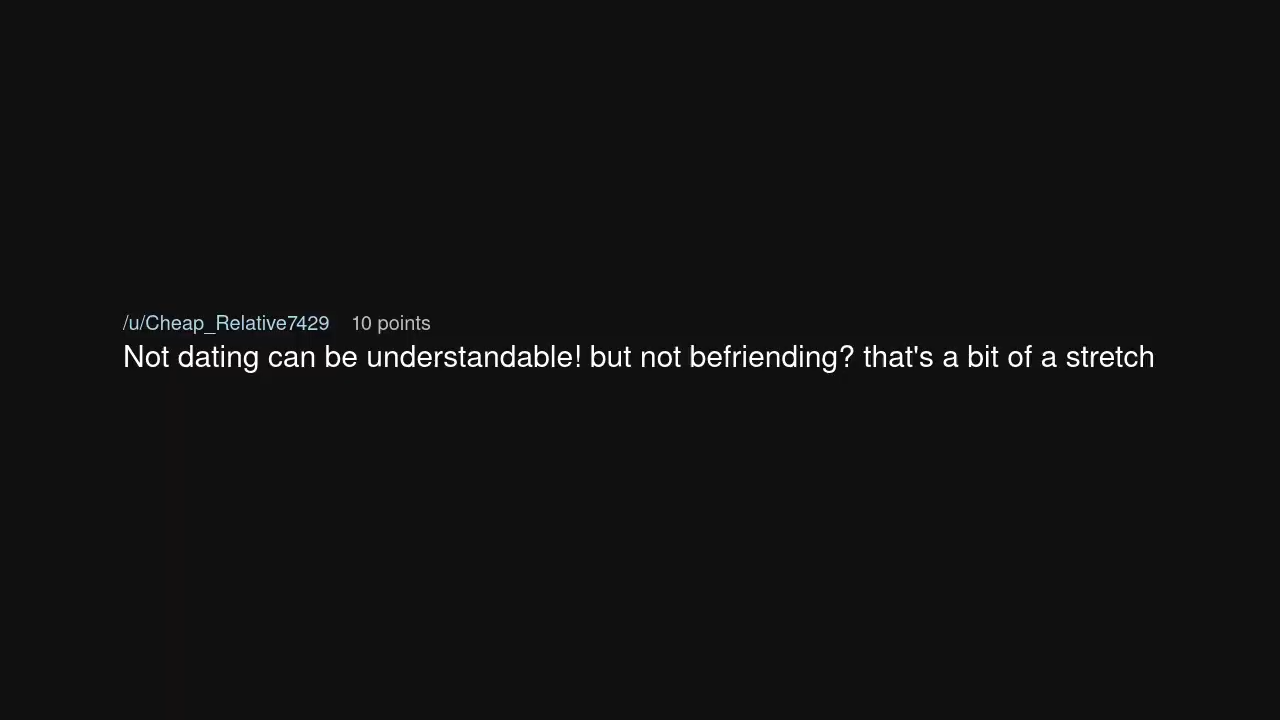 /u/Cheap_Relative7429 10 points
Not dating can be understandable! but not befriending? that's a bit of a stretch